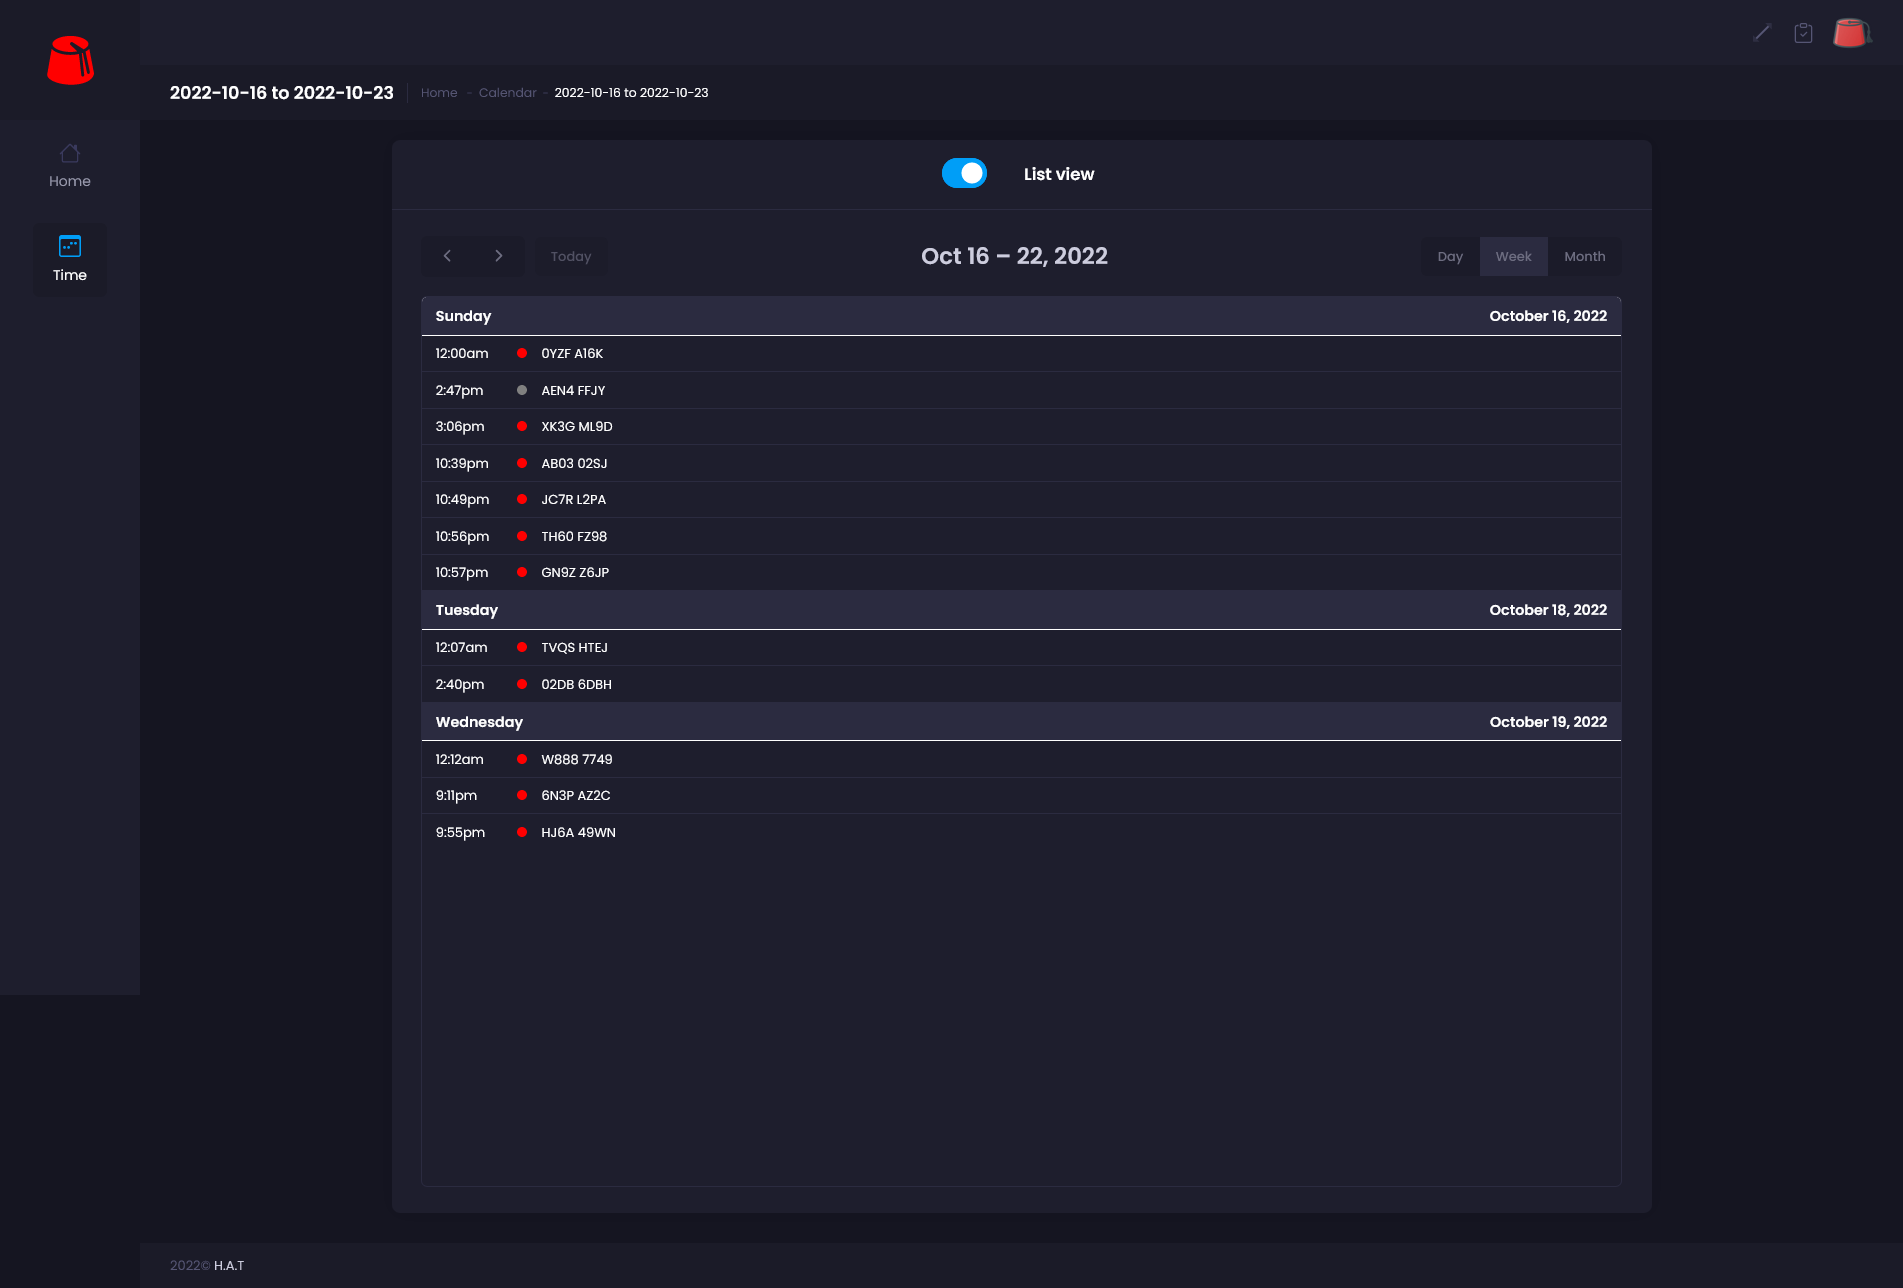 2022-10-16 to 2022-10-23
Home - Calendar - 2022-10-16 to 2022-10-23
Home
Time
List view
Today
Oct 16 – 22, 2022
Day Week Month
Sunday October 16, 2022
12:00am 0YZF A16K
2:47pm AEN4 FFJY
3:06pm XK3G ML9D
10:39pm AB03 02SJ
10:49pm JC7R L2PA
10:56pm TH60 FZ98
10:57pm GN9Z Z6JP
Tuesday October 18, 2022
12:07am TVQS HTEJ
2:40pm 02DB 6DBH
Wednesday October 19, 2022
12:12am W888 7749
9:11pm 6N3P AZ2C
9:55pm HJ6A 49WN
2022© H.A.T